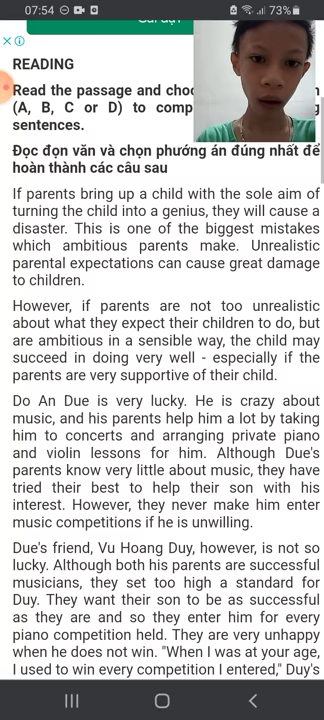 07:54
73%
READING
Read the passage and choo
(A, B, C or D) to comp
sentences.
Đọc đọn văn và chọn phướng án đúng nhất để
hoàn thành các câu sau
If parents bring up a child with the sole aim of
turning the child into a genius, they will cause a
disaster. This is one of the biggest mistakes
which ambitious parents make. Unrealistic
parental expectations can cause great damage
to children.
However, if parents are not too unrealistic
about what they expect their children to do, but
are ambitious in a sensible way, the child may
succeed in doing very well - especially if the
parents are very supportive of their child.
Do An Due is very lucky. He is crazy about
music, and his parents help him a lot by taking
him to concerts and arranging private piano
and violin lessons for him. Although Due's
parents know very little about music, they have
tried their best to help their son with his
interest. However, they never make him enter
music competitions if he is unwilling.
Due's friend, Vu Hoang Duy, however, is not so
lucky. Although both his parents are successful
musicians, they set too high a standard for
Duy. They want their son to be as successful
as they are and so they enter him for every
piano competition held. They are very unhappy
when he does not win. "When I was at your age,
I used to win every competition I entered," Duy's